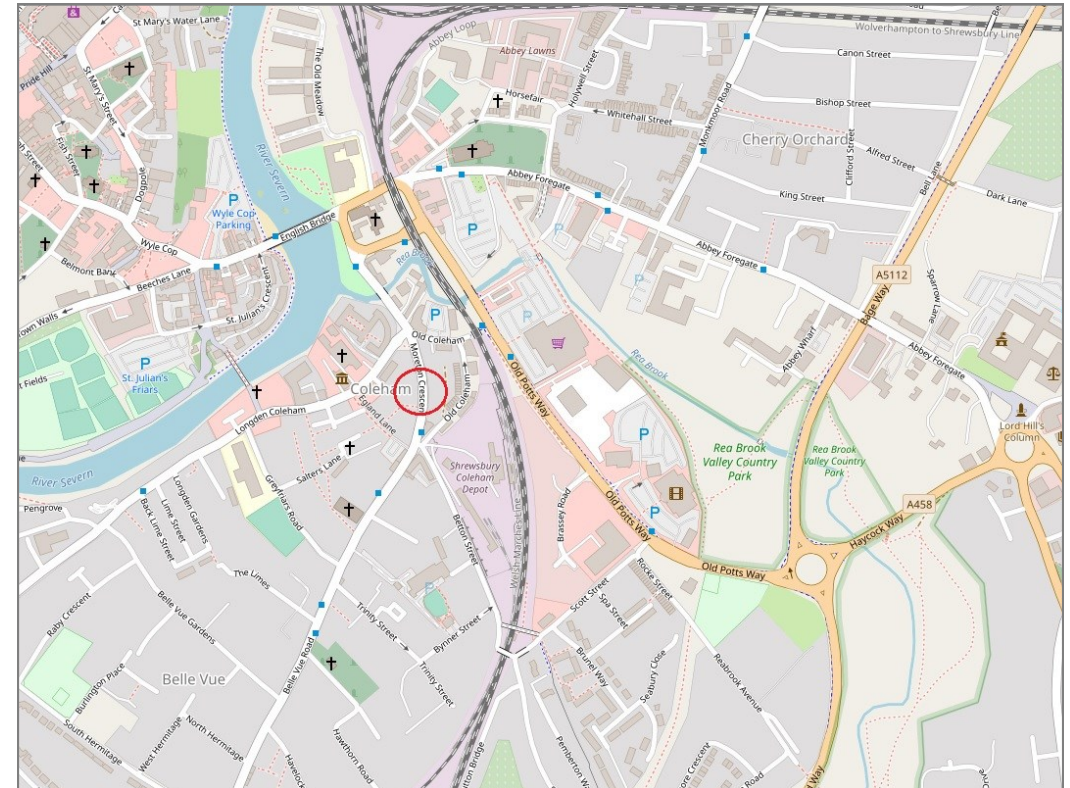 St Mary's Water Lane
Pride Hill
St Mary's Street
Fish Street
Dogpole
Wyle Cop
Belmont Bank
Beeches Lane
Town Walls
St. Julian's Crescent
P
Wyle Cop
Parking
River Severn
The Old Meadow
English Bridge
Abbey Loop
Abbey Lawns
Horsefair
Holywell Street
Whitehall Street
Monkmoor Road
Wolverhampton to Shrewsbury Line
Canon Street
Bishop Street
Cherry Orchard
Clifford Street
Alfred Street
King Street
Bell Lane
Dark Lane
Abbey Foregate
P
P
P
Abbey Foregate
A5112
Bage Way
Sparrow Lane
Abbey Foregate
Abbey Wharf
Lord Hill's
Column
Rea Brook
Rea Brook
P
P
St. Julian's
Friars
River Severn
Old Coleham
Moreton Crescent
Coleham
Old Coleham
Longden Coleham
Egland Lane
Salters Lane
Greyfriars Road
Pengrove
Longden Gardens
Lime Street
Back Lime Street
The Limes
Raby Crescent
Belle Vue Gardens
Burlington Place
Belle Vue
Belle Vue Road
South Hermitage
West Hermitage
North Hermitage
Hawthorn Road
Trinity Street
Trinity Street
Bynner Street
P
Betton Street
Shrewsbury
Coleham
Depot
Welsh Marches Line
Old Potts Way
Brassey Road
P
Old Potts Way
P
Old Potts Way
Scott Street
Spa Street
Rocke Street
Brunel Way
Seabury Close
Reabrook Avenue
Rea Brook
Valley Country
Park
Rea Brook
Valley Country
Park
A458
Haycock Way